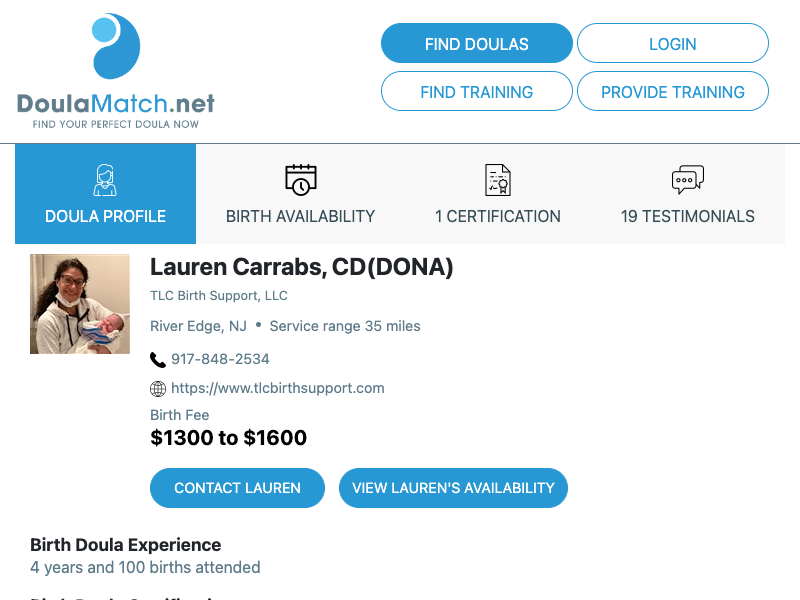 DoulaMatch.net
FIND YOUR PERFECT DOULA NOW
FIND DOULAS
LOGIN
FIND TRAINING
PROVIDE TRAINING
DOULA PROFILE
BIRTH AVAILABILITY
1 CERTIFICATION
19 TESTIMONIALS
Lauren Carrabs, CD(DONA)
TLC Birth Support, LLC
River Edge, NJ • Service range 35 miles
917-848-2534
https://www.tlcbirthsupport.com
Birth Fee
$1300 to $1600
CONTACT LAUREN
VIEW LAUREN'S AVAILABILITY
Birth Doula Experience
4 years and 100 births attended